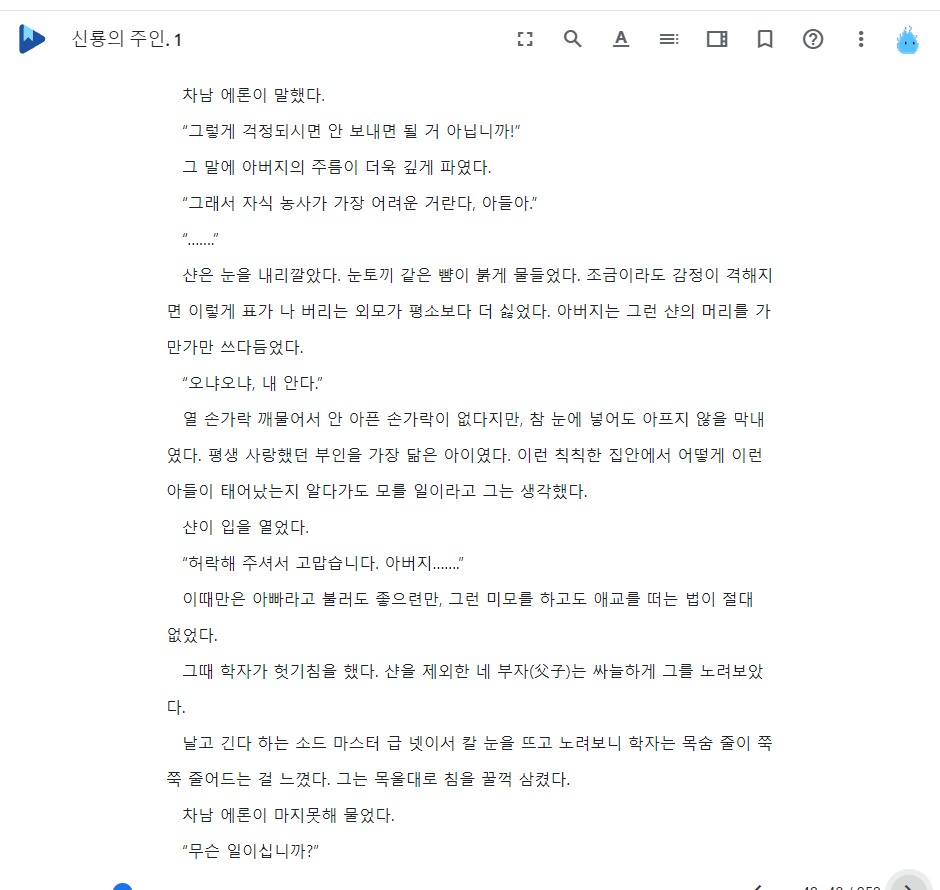 신룡의 주인. 1
차남 에론이 말했다.
“그렇게 걱정되시면 안 보내면 될 거 아닙니까!”
그 말에 아버지의 주름이 더욱 깊게 파였다.
“그래서 자식 농사가 가장 어려운 거란다, 아들아.”
“…….”
샨은 눈을 내리깔았다. 눈토끼 같은 뺨이 붉게 물들었다. 조금이라도 감정이 격해지
면 이렇게 표가 나 버리는 외모가 평소보다 더 싫었다. 아버지는 그런 샨의 머리를 가
만가만 쓰다듬었다.
“오냐오냐, 내 안다.”
열 손가락 깨물어서 안 아픈 손가락이 없다지만, 참 눈에 넣어도 아프지 않을 막내
였다. 평생 사랑했던 부인을 가장 닮은 아이였다. 이런 칙칙한 집안에서 어떻게 이런
아들이 태어났는지 알다가도 모를 일이라고 그는 생각했다.
샨이 입을 열었다.
“허락해 주셔서 고맙습니다. 아버지…….”
이때만은 아빠라고 불러도 좋으련만, 그런 미모를 하고도 애교를 떠는 법이 절대
없었다.
그때 학자가 헛기침을 했다. 샨을 제외한 네 부자(父子)는 싸늘하게 그를 노려보았
다.
날고 긴다 하는 소드 마스터 급 넷이서 칼 눈을 뜨고 노려보니 학자는 목숨 줄이 쭉
쭉 줄어드는 걸 느꼈다. 그는 목울대로 침을 꿀꺽 삼켰다.
차남 에론이 마지못해 물었다.
“무슨 일이십니까?”